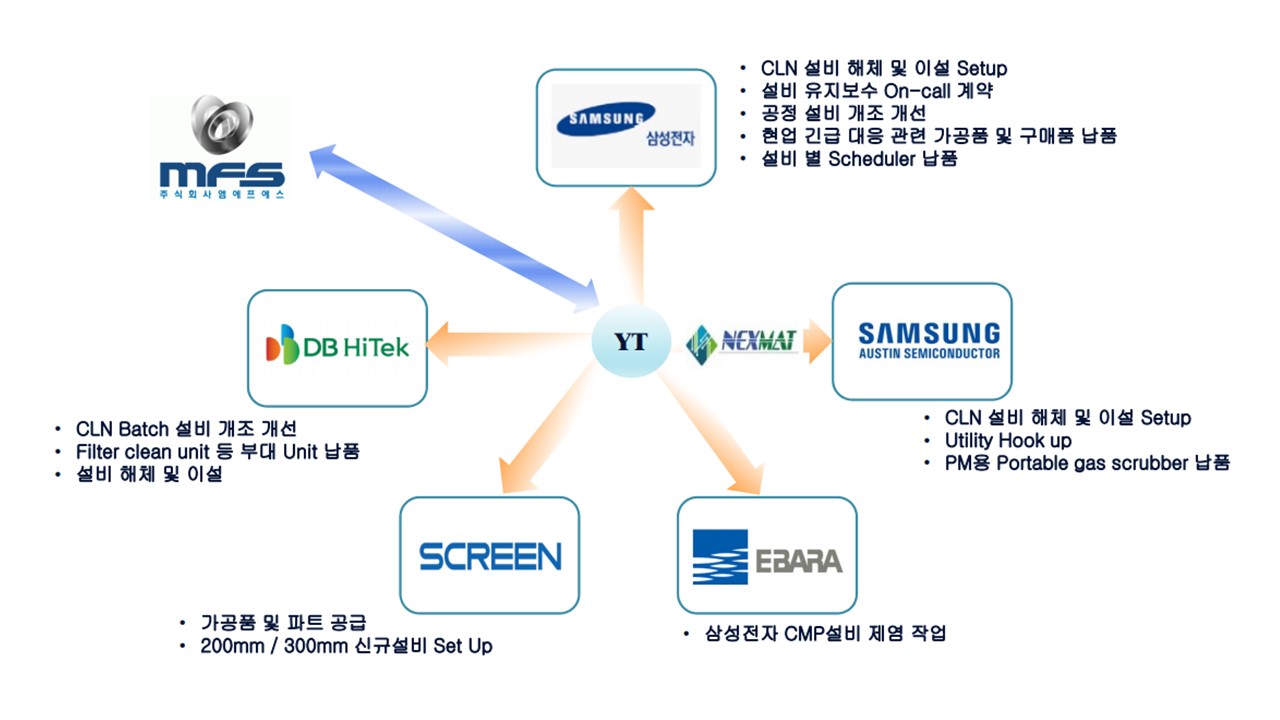 SAMSUNG
삼성전자
• CLN 설비 해체 및 이설 Setup
• 설비 유지보수 On-call 계약
• 공정 설비 개조 개선
• 현업 긴급 대응 관련 가공품 및 구매품 납품
• 설비 별 Scheduler 납품
MFS
주식회사엠에프에스
YT
NEXMAT
DB HiTek
• CLN Batch 설비 개조 개선
• Filter clean unit 등 부대 Unit 납품
• 설비 해체 및 이설
SAMSUNG
AUSTIN SEMICONDUCTOR
• CLN 설비 해체 및 이설 Setup
• Utility Hook up
• PM용 Portable gas scrubber 납품
SCREEN
• 가공품 및 파트 공급
• 200mm / 300mm 신규설비 Set Up
EBARA
• 삼성전자 CMP설비 제염 작업